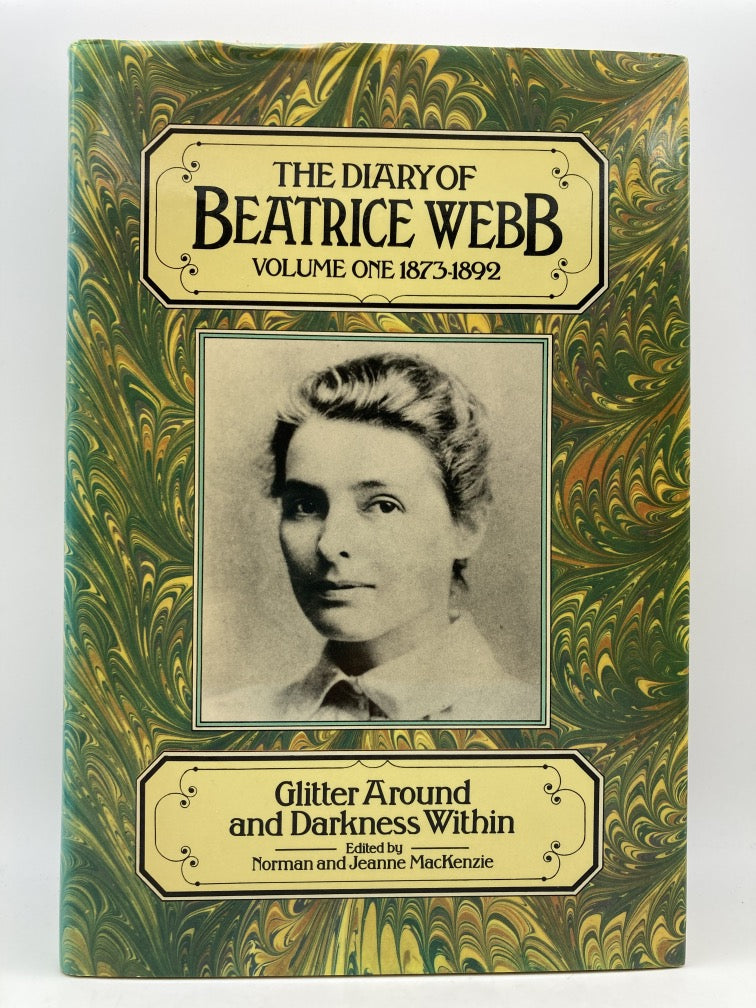 THE DIARY OF
BEATRICE WEBB
VOLUME ONE 1873-1892
Glitter Around
and Darkness Within
Edited by
Norman and Jeanne MacKenzie